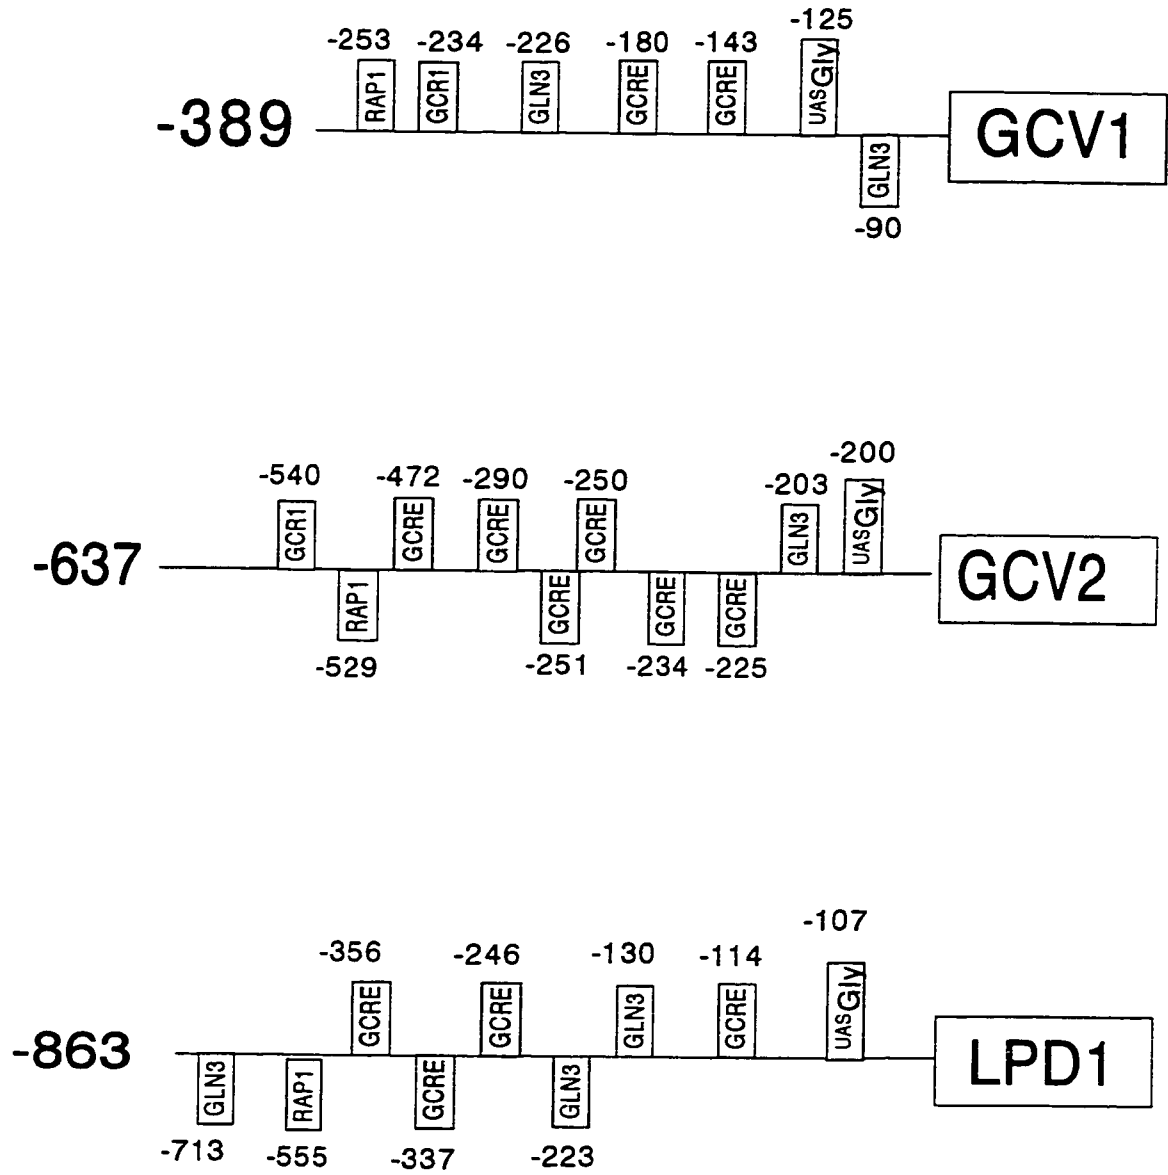 -253 -234 -226 -180 -143 -125
RAP1 GCR1 GLN3 GCRE GCRE UASGly
-389 GCV1
GLN3
-90
-540 -472 -290 -250 -203 -200
GCR1 GCRE GCRE GCRE GLN3 UASGly
-637 GCV2
RAP1 GCRE GCRE GCRE
-529 -251 -234 -225
-356 -246 -130 -114 -107
GCRE GCRE GLN3 GCRE UASGly
-863 LPD1
GLN3 RAP1 GCRE GLN3
-713 -555 -337 -223